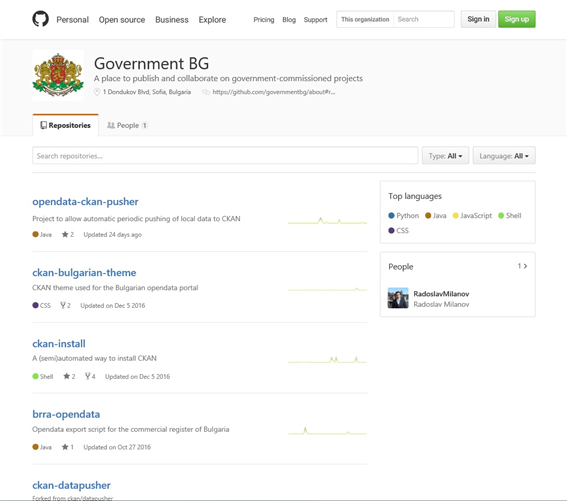 Personal Open source Business Explore Pricing Blog Support This organization Search Sign in Sign up
Government BG
A place to publish and collaborate on government-commissioned projects
1 Dondukov Blvd, Sofia, Bulgaria https://github.com/governmentbg/about#r...
Repositories People 1
Search repositories... Type: All Language: All
opendata-ckan-pusher
Project to allow automatic periodic pushing of local data to CKAN
Java 2 Updated 24 days ago
ckan-bulgarian-theme
CKAN theme used for the Bulgarian opendata portal
CSS 2 Updated on Dec 5 2016
ckan-install
A (semi)automated way to install CKAN
Shell 2 4 Updated on Dec 5 2016
brra-opendata
Opendata export script for the commercial register of Bulgaria
Java 1 Updated on Oct 27 2016
ckan-datapusher
Forked from ckan/datapusher
Top languages
Python Java JavaScript Shell
CSS
People 1 >
RadoslavMilanov
Radoslav Milanov